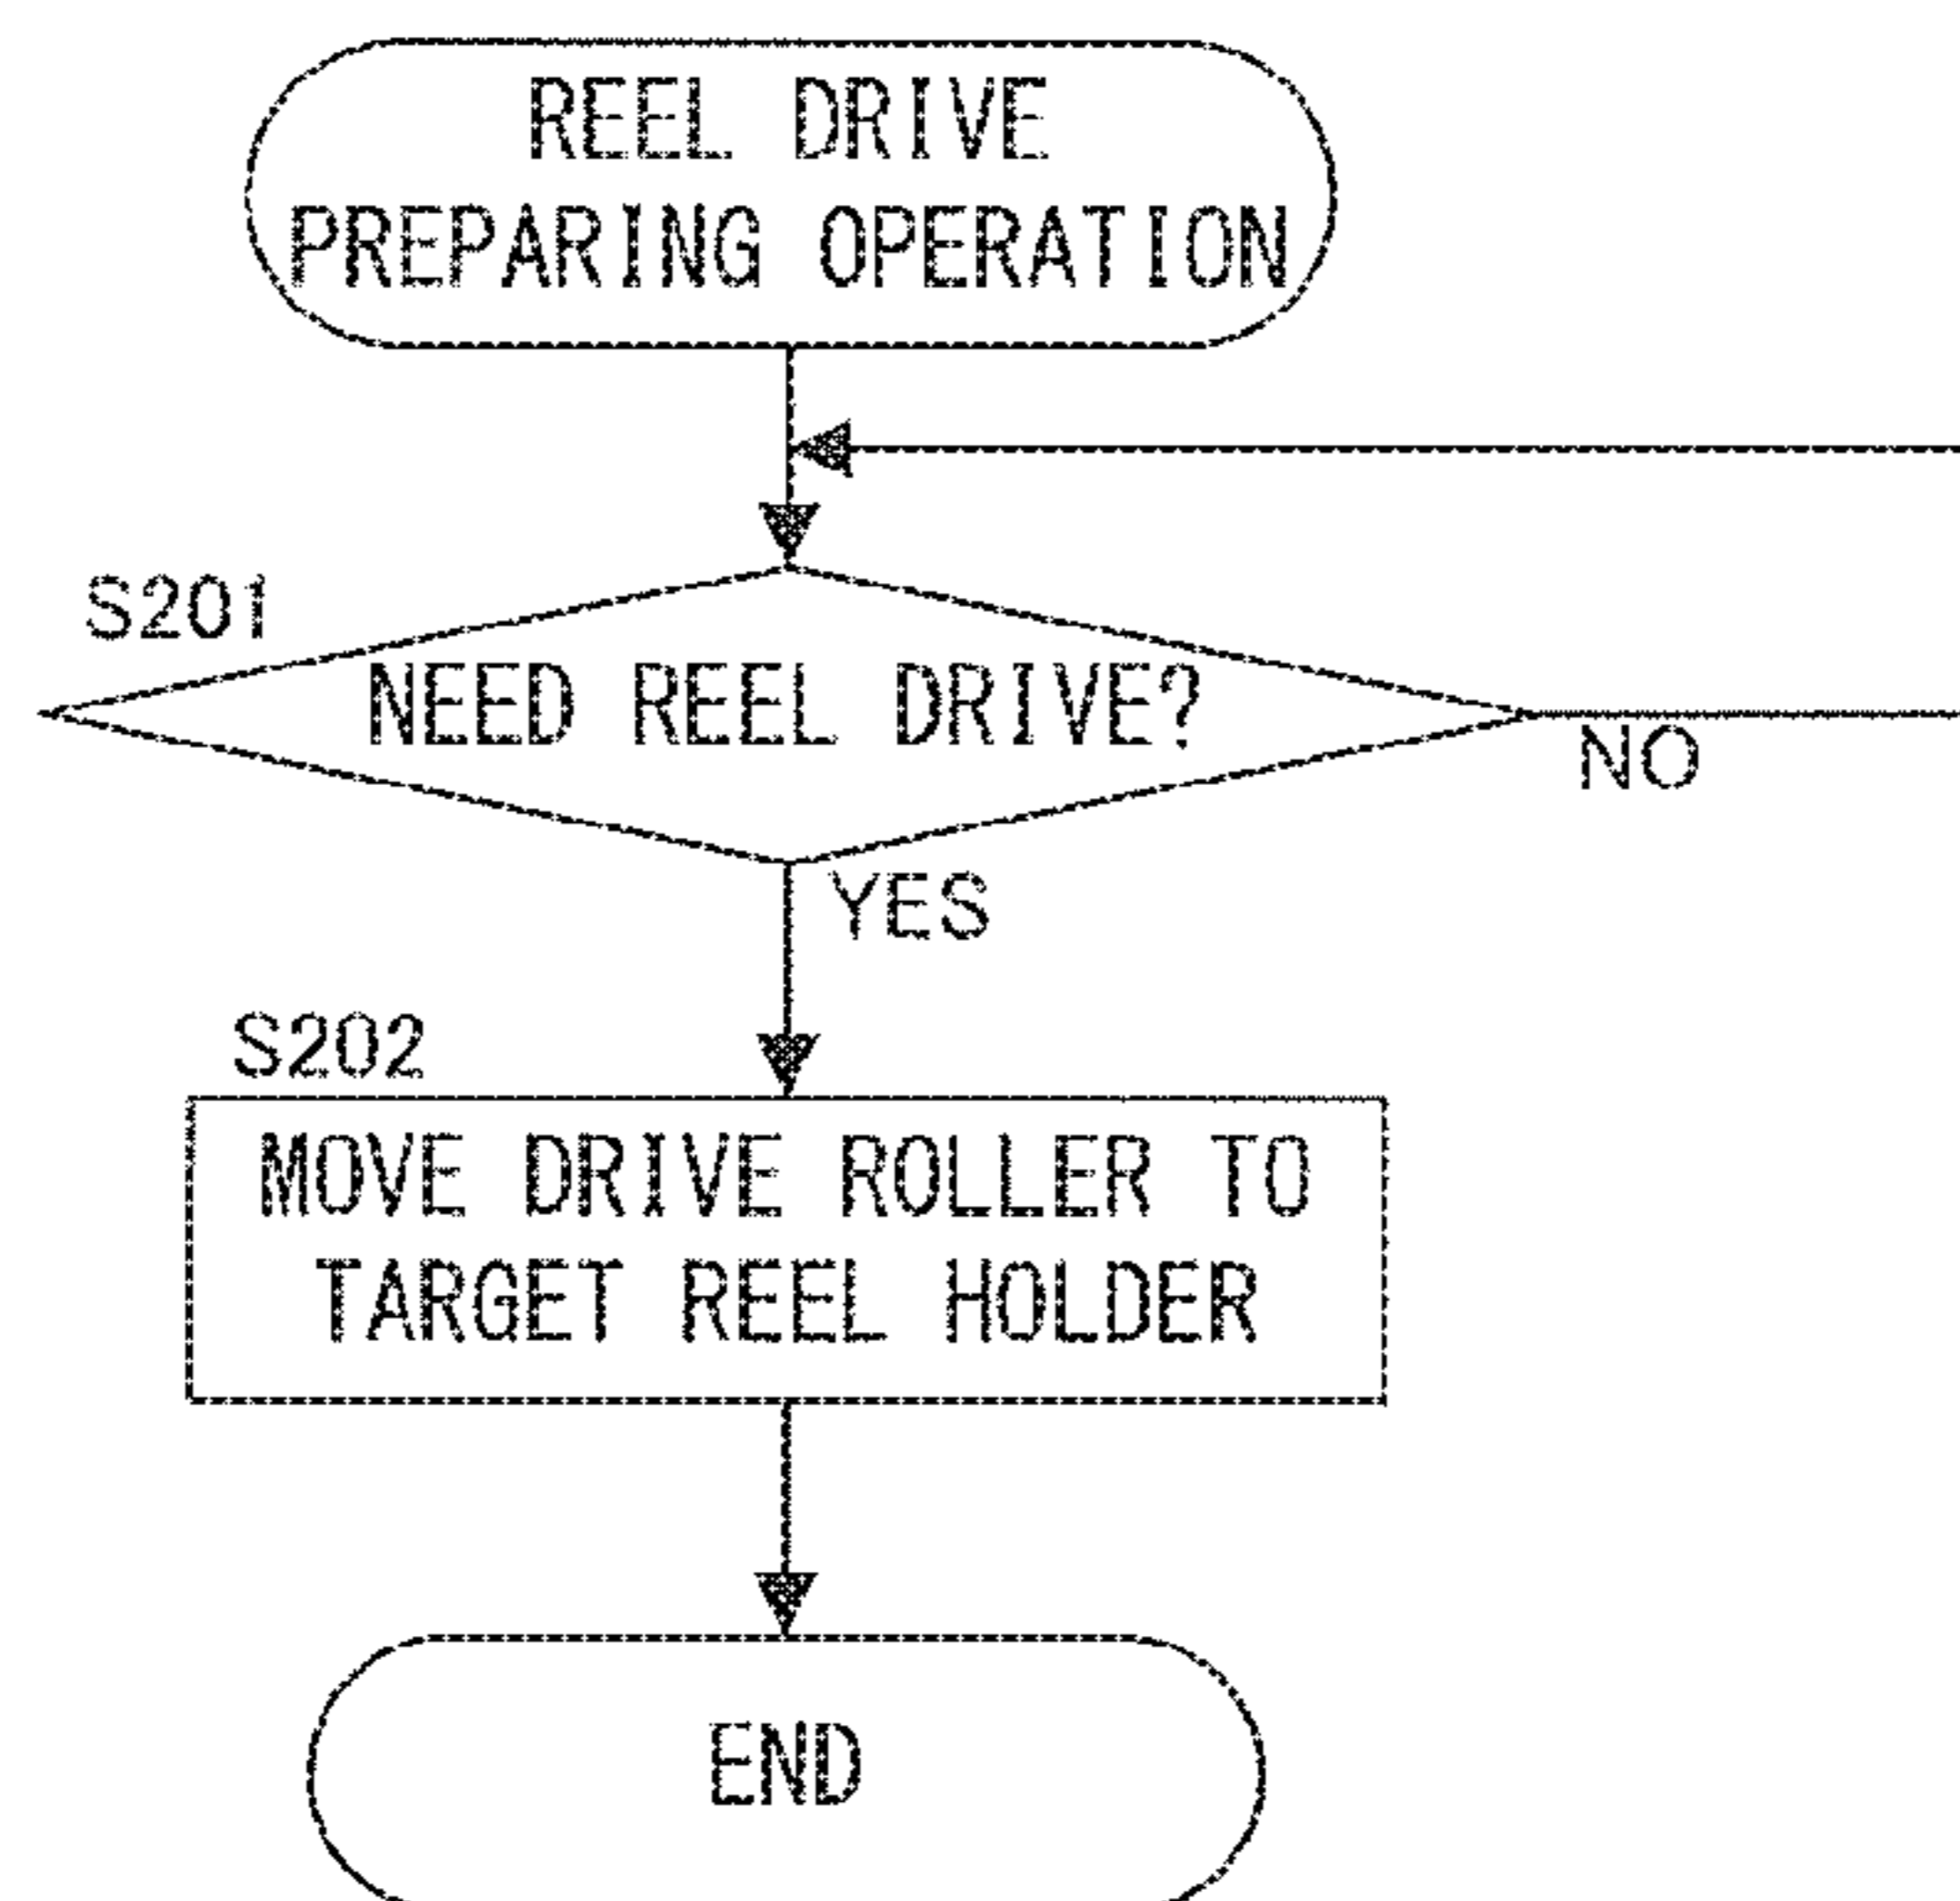 REEL DRIVE
PREPARING OPERATION
S201
NEED REEL DRIVE?
NO
YES
S202
MOVE DRIVE ROLLER TO
TARGET REEL HOLDER
END